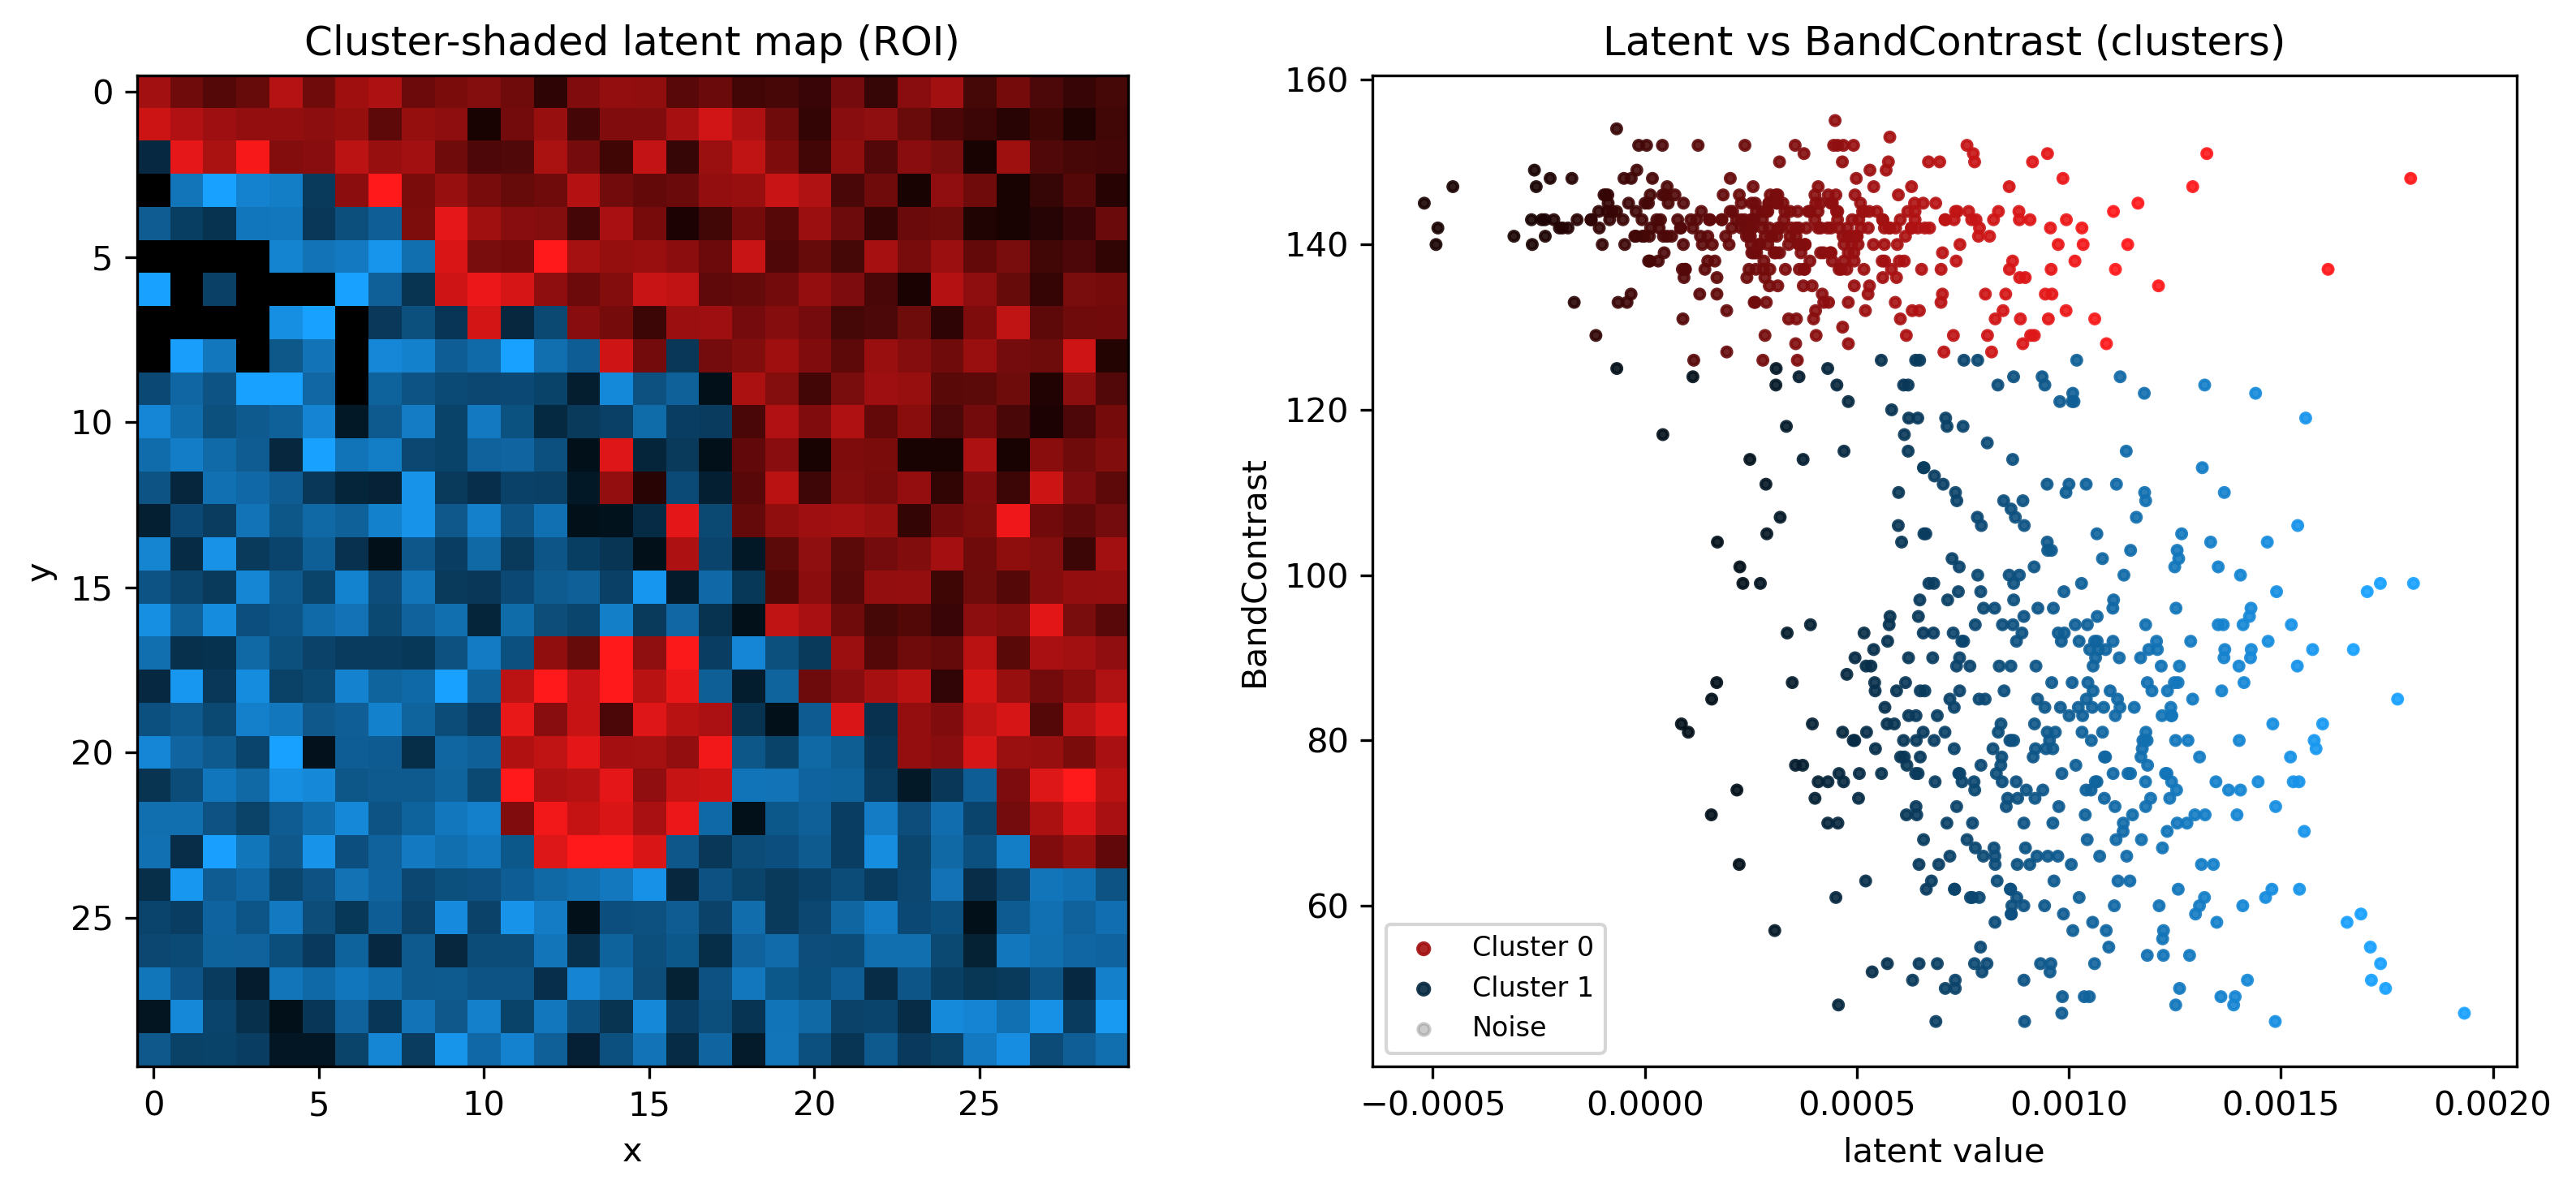 Cluster-shaded latent map (ROI)
0
5
10
15
20
25
y
0 5 10 15 20 25
x
Latent vs BandContrast (clusters)
160
140
120
100
80
60
BandContrast
Cluster 0
Cluster 1
Noise
−0.0005 0.0000 0.0005 0.0010 0.0015 0.0020
latent value